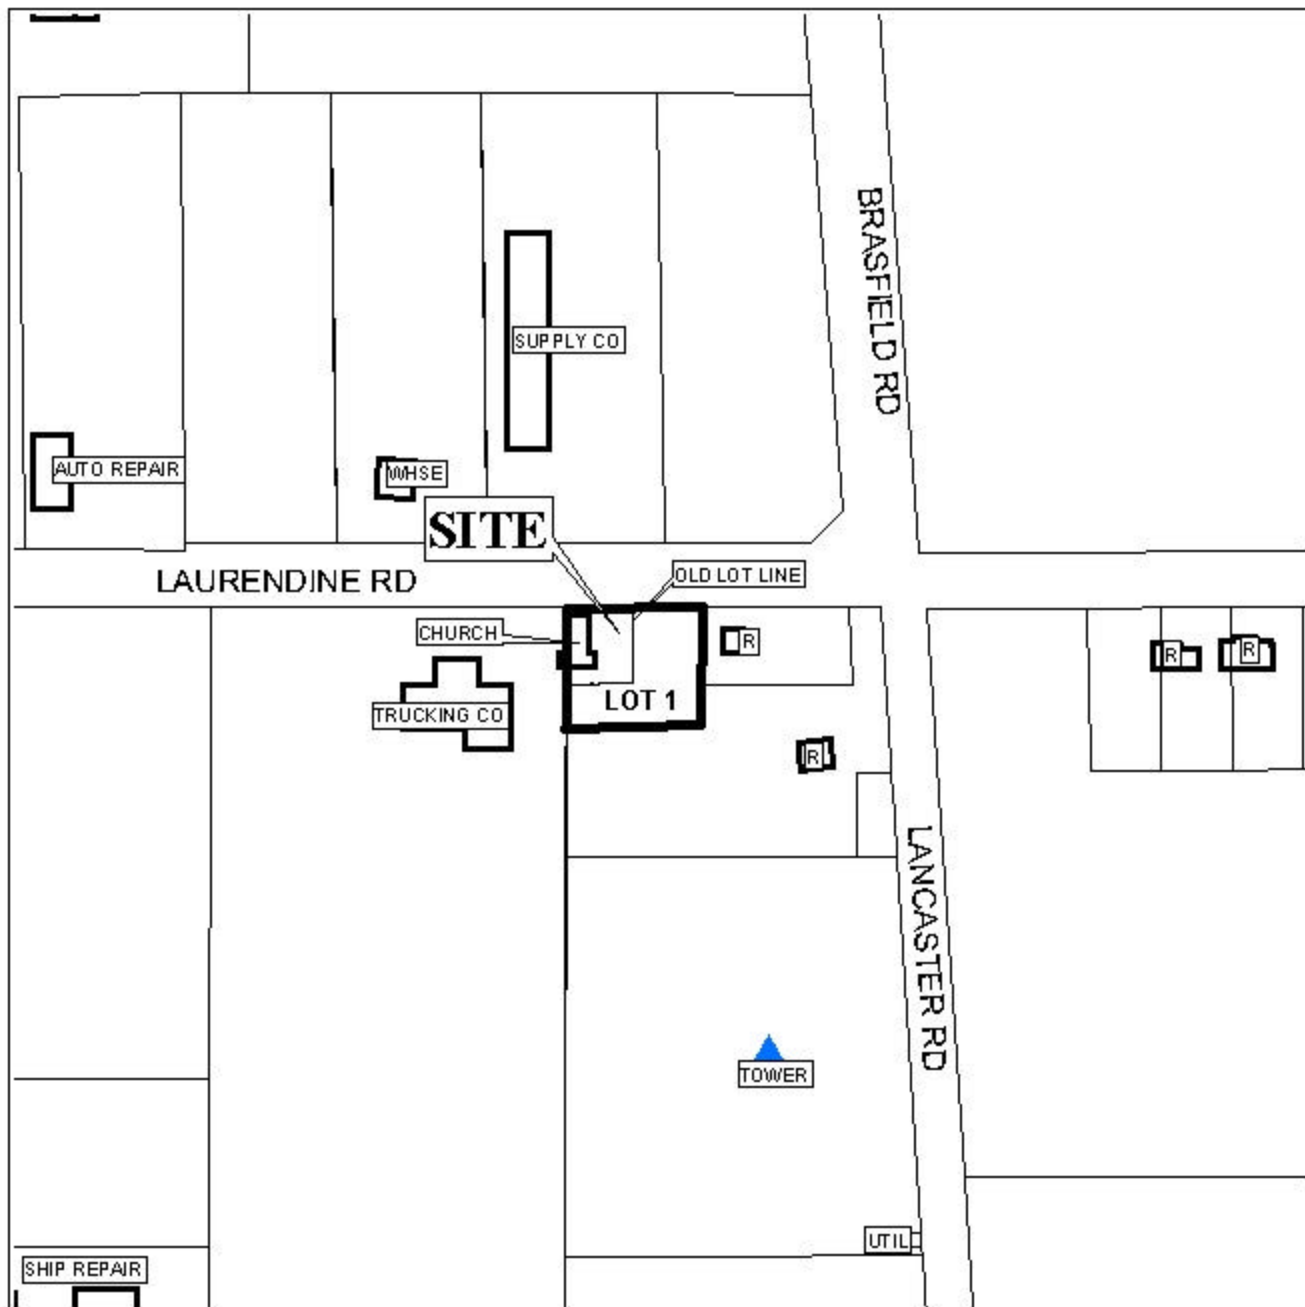 BRASFIELD RD
SUPPLY CO
AUTO REPAIR
WHSE
SITE
LAURENDINE RD
OLD LOT LINE
CHURCH
R
R
R
LOT 1
TRUCKING CO
R
LANCASTER RD
TOWER
UTIL
SHIP REPAIR